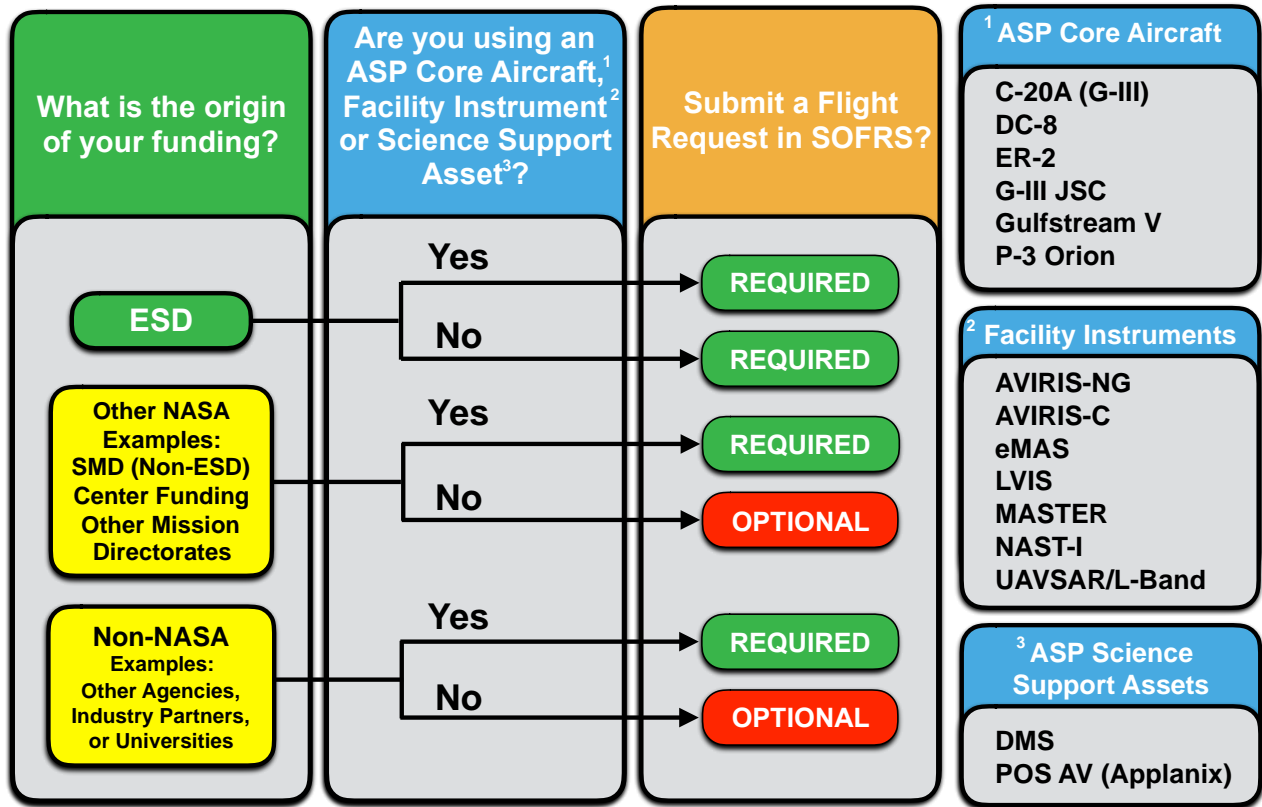 What is the origin
of your funding?
ESD
Other NASA
Examples:
SMD (Non-ESD)
Center Funding
Other Mission
Directorates
Non-NASA
Examples:
Other Agencies,
Industry Partners,
or Universities
Are you using an
ASP Core Aircraft,1
Facility Instrument2
or Science Support
Asset3?
Yes
No
Yes
No
Yes
No
Submit a Flight
Request in SOFRS?
REQUIRED
REQUIRED
REQUIRED
OPTIONAL
REQUIRED
OPTIONAL
1 ASP Core Aircraft
C-20A (G-III)
DC-8
ER-2
G-III JSC
Gulfstream V
P-3 Orion
2 Facility Instruments
AVIRIS-NG
AVIRIS-C
eMAS
LVIS
MASTER
NAST-I
UAVSAR/L-Band
3 ASP Science
Support Assets
DMS
POS AV (Applanix)